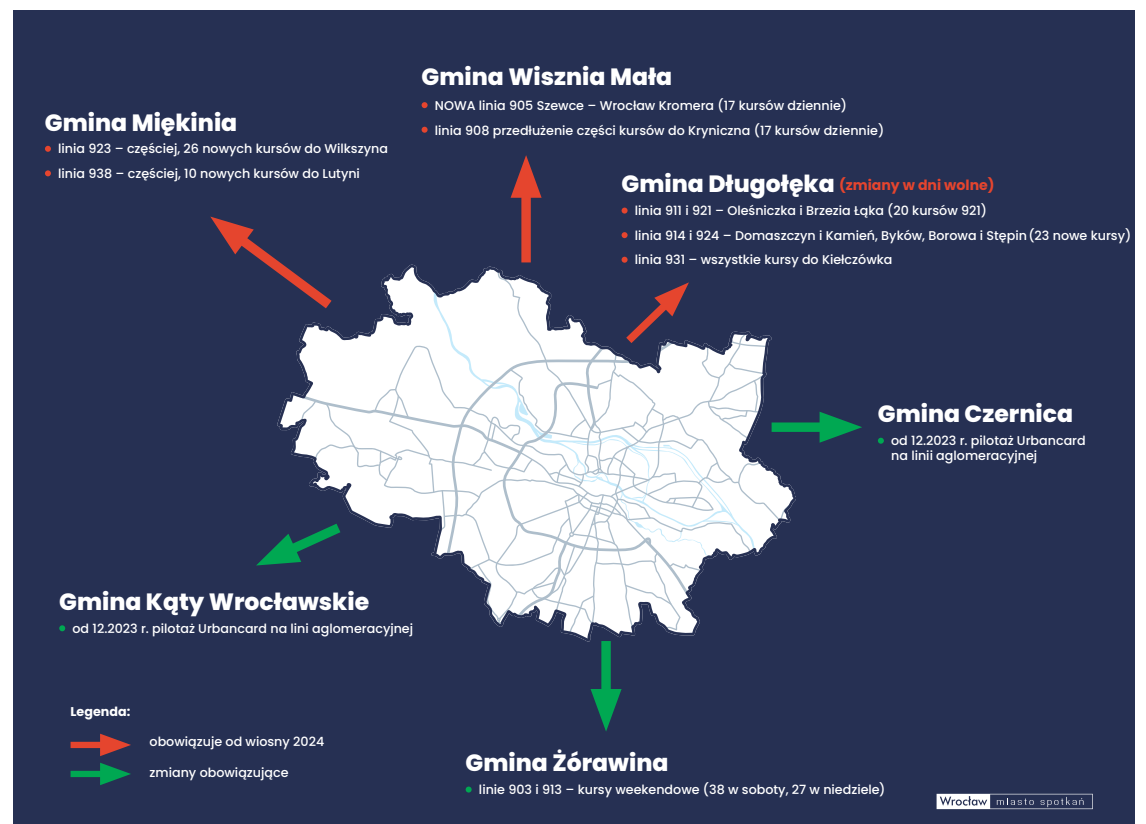 Gmina Wisznia Mała
NOWA linia 905 Szewce – Wrocław Kromera (17 kursów dziennie)
linia 908 przedłużenie części kursów do Kryniczna (17 kursów dziennie)
Gmina Miękinia
linia 923 – częściej, 26 nowych kursów do Wilkszyna
linia 938 – częściej, 10 nowych kursów do Lutyni
Gmina Długołęka (zmiany w dni wolne)
linia 911 i 921 – Oleśniczka i Brzezia Łąka (20 kursów 921)
linia 914 i 924 – Domaszczyn i Kamień, Byków, Borowa i Stępin (23 nowe kursy)
linia 931 – wszystkie kursy do Kiełczówka
Gmina Czernica
od 12.2023 r. pilotaż Urbancard
na linii aglomeracyjnej
Gmina Kąty Wrocławskie
od 12.2023 r. pilotaż Urbancard na lini aglomeracyjnej
Legenda:
obowiązuje od wiosny 2024
zmiany obowiązujące
Gmina Żórawina
linie 903 i 913 – kursy weekendowe (38 w soboty, 27 w niedziele)
Wrocław miasto spotkań